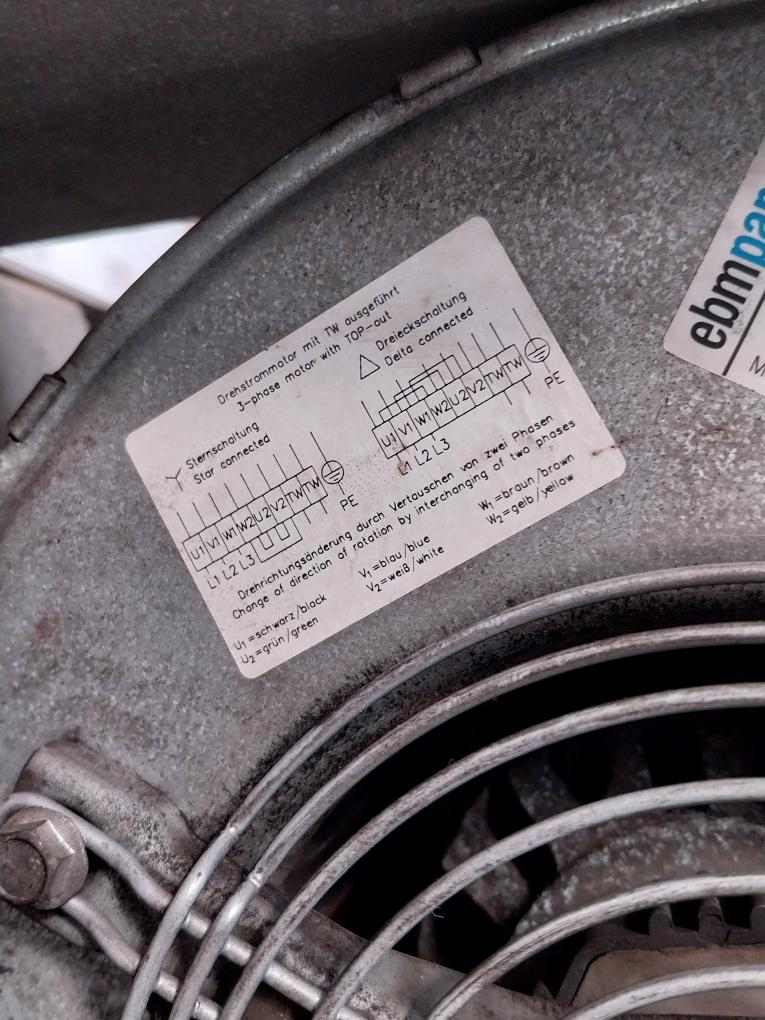 Drehstrommotor mit TW ausgeführt
3-phase motor with TOP-out
Sternschaltung
Star connected
U1 V1 W1 W2 U2 V2 TW TW
L1 L2 L3
PE
Dreieckschaltung
Delta connected
U1 V1 W1 W2 U2 V2 TW TW
L1 L2 L3
PE
Drehrichtungsänderung durch Vertauschen von zwei Phasen
Change of direction of rotation by interchanging of two phases
U1 =schwarz/black
U2 =grün/green
V1 =blau/blue
V2 =weiß/white
W1 =braun/brown
W2 =gelb/yellow
ebmpap
M